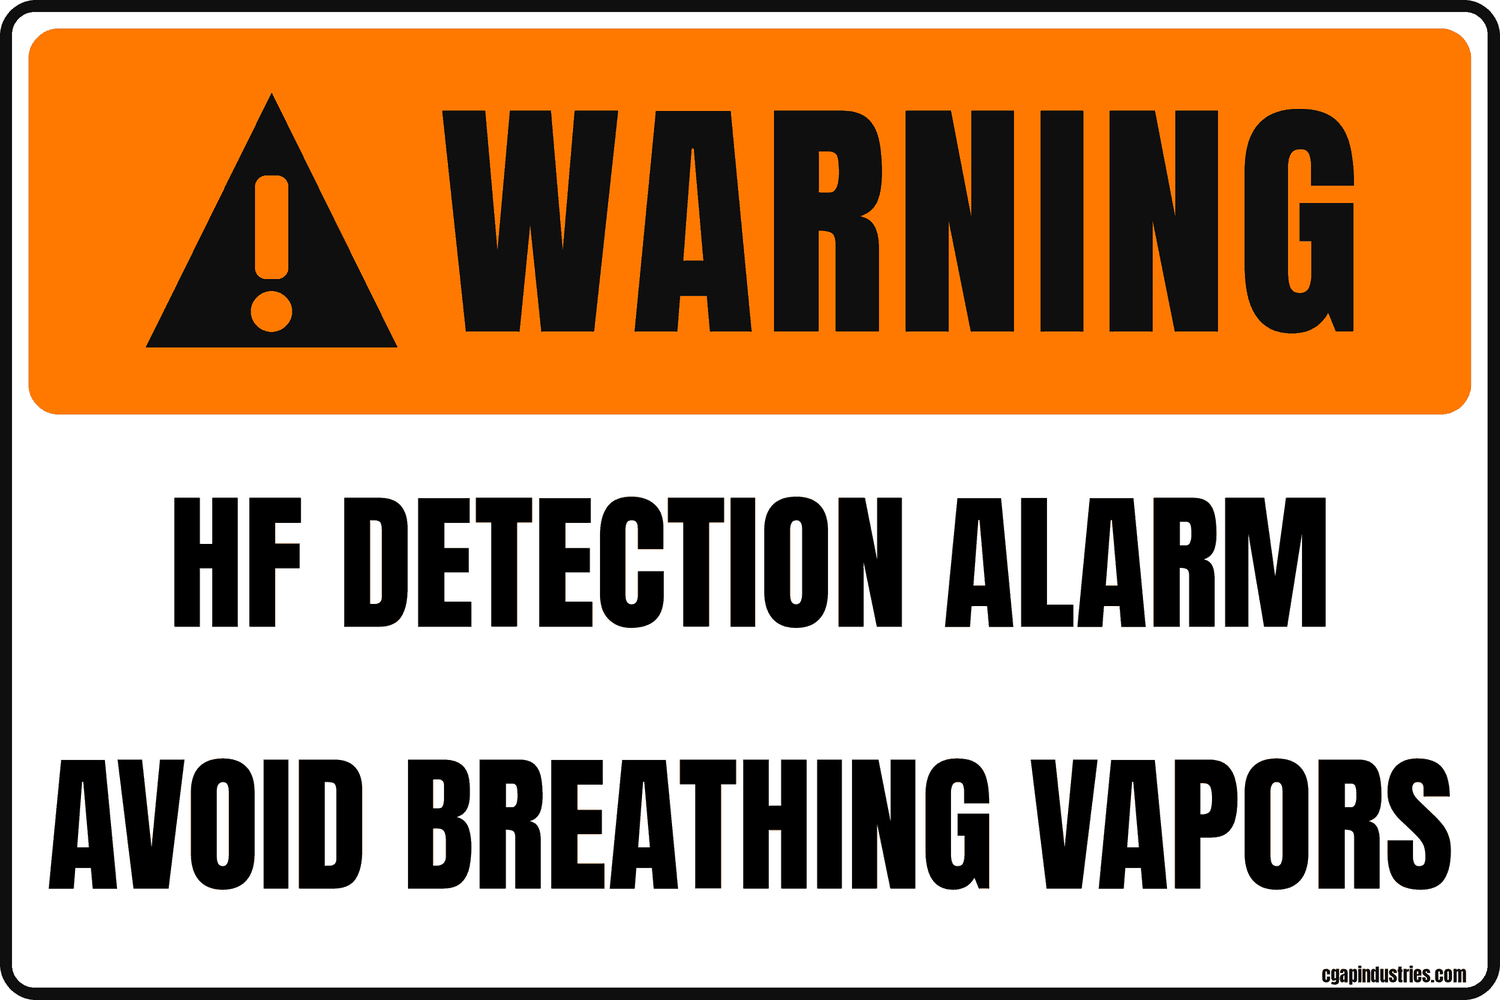 WARNING
HF DETECTION ALARM
AVOID BREATHING VAPORS
cgapindustries.com